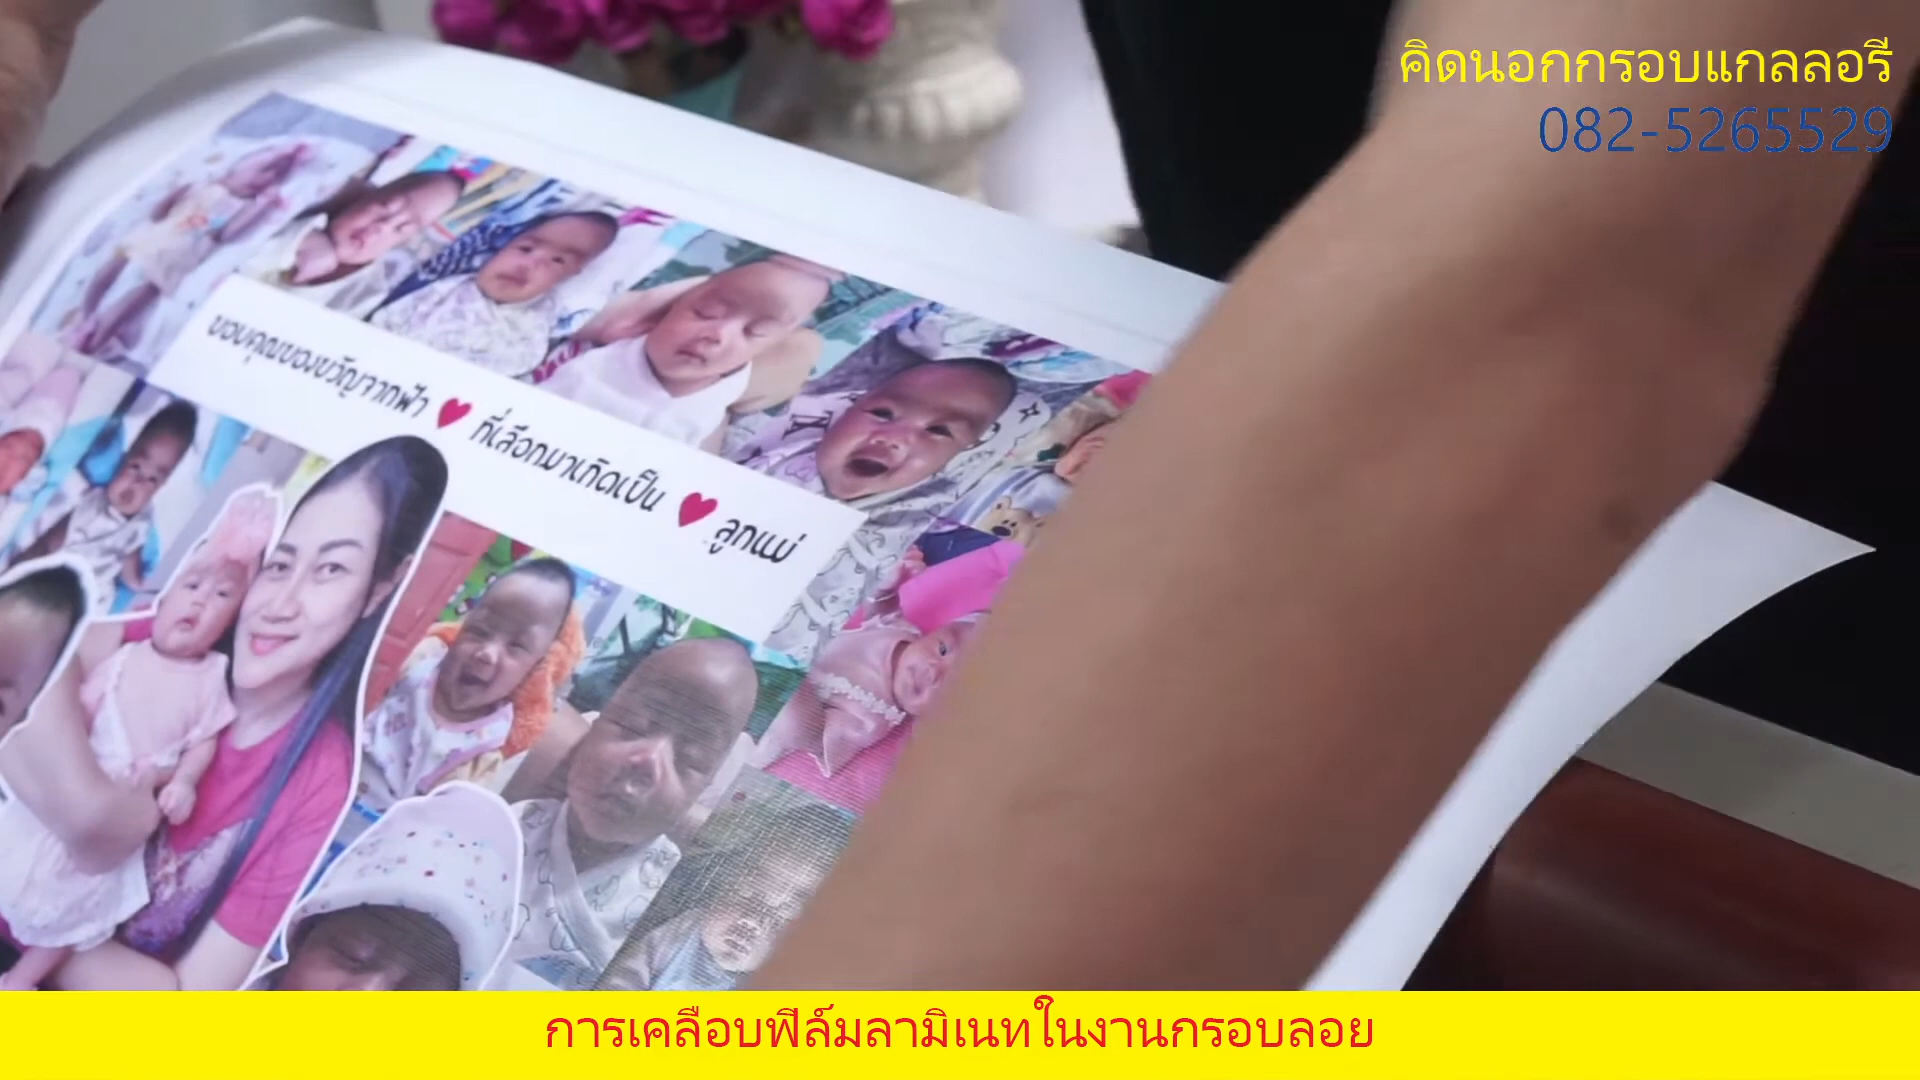 คิดนอกกรอบแกลลอรี
082-5265529
ขอบคุณของขวัญจากฟ้า ❤ ที่เลือกมาเกิดเป็น ❤ ลูกแม่
การเคลือบฟิล์มลามิเนทในงานกรอบลอย